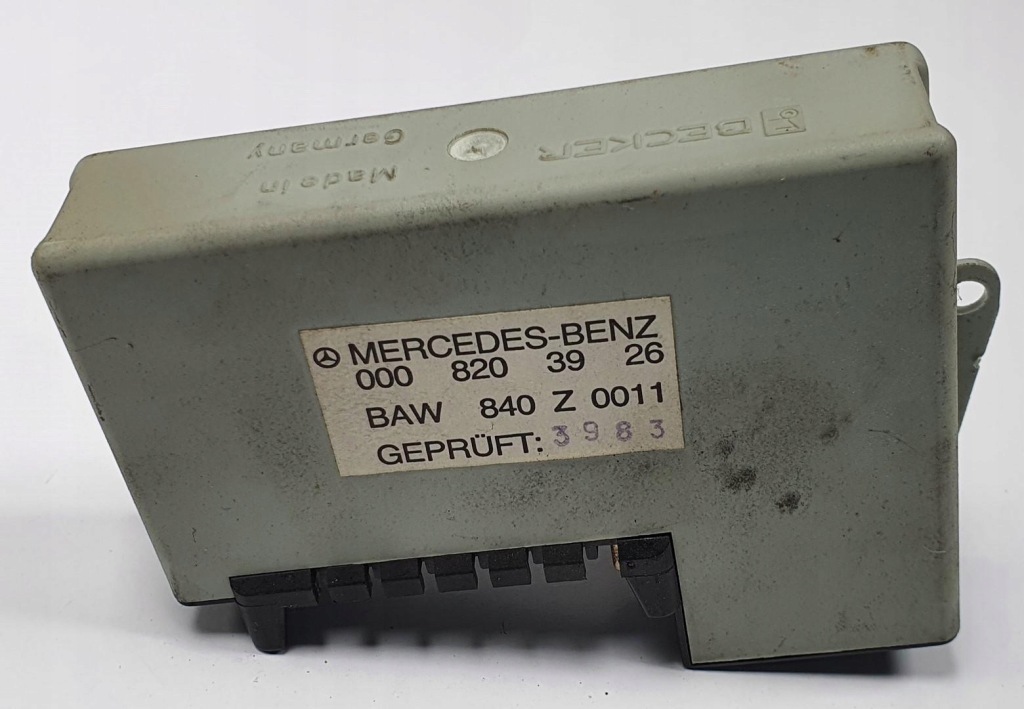 BECKER
Made in
Germany
MERCEDES-BENZ
000 820 39 26
BAW 840 Z 0011
GEPRÜFT: 3983